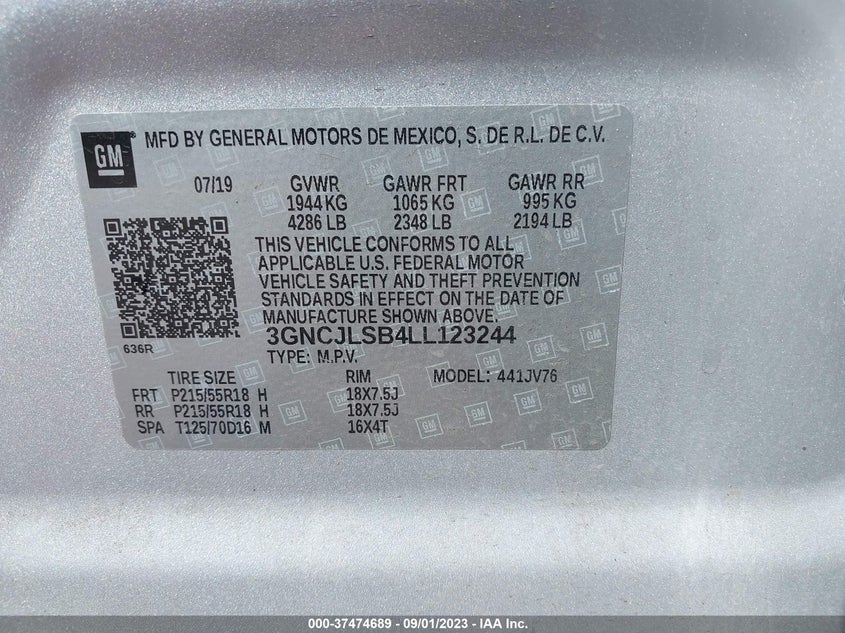 GM MFD BY GENERAL MOTORS DE MEXICO, S. DE R.L. DE C.V.
07/19 GVWR GAWR FRT GAWR RR
1944 KG 1065 KG 995 KG
4286 LB 2348 LB 2194 LB
THIS VEHICLE CONFORMS TO ALL
APPLICABLE U.S. FEDERAL MOTOR
VEHICLE SAFETY AND THEFT PREVENTION
STANDARDS IN EFFECT ON THE DATE OF
MANUFACTURE SHOWN ABOVE.
636R 3GNCJLSB4LL123244
TYPE: M.P.V.
TIRE SIZE RIM MODEL: 441JV76
FRT P215/55R18 H 18X7.5J
RR P215/55R18 H 18X7.5J
SPA T125/70D16 M 16X4T
000-37474689 - 09/01/2023 - IAA Inc.